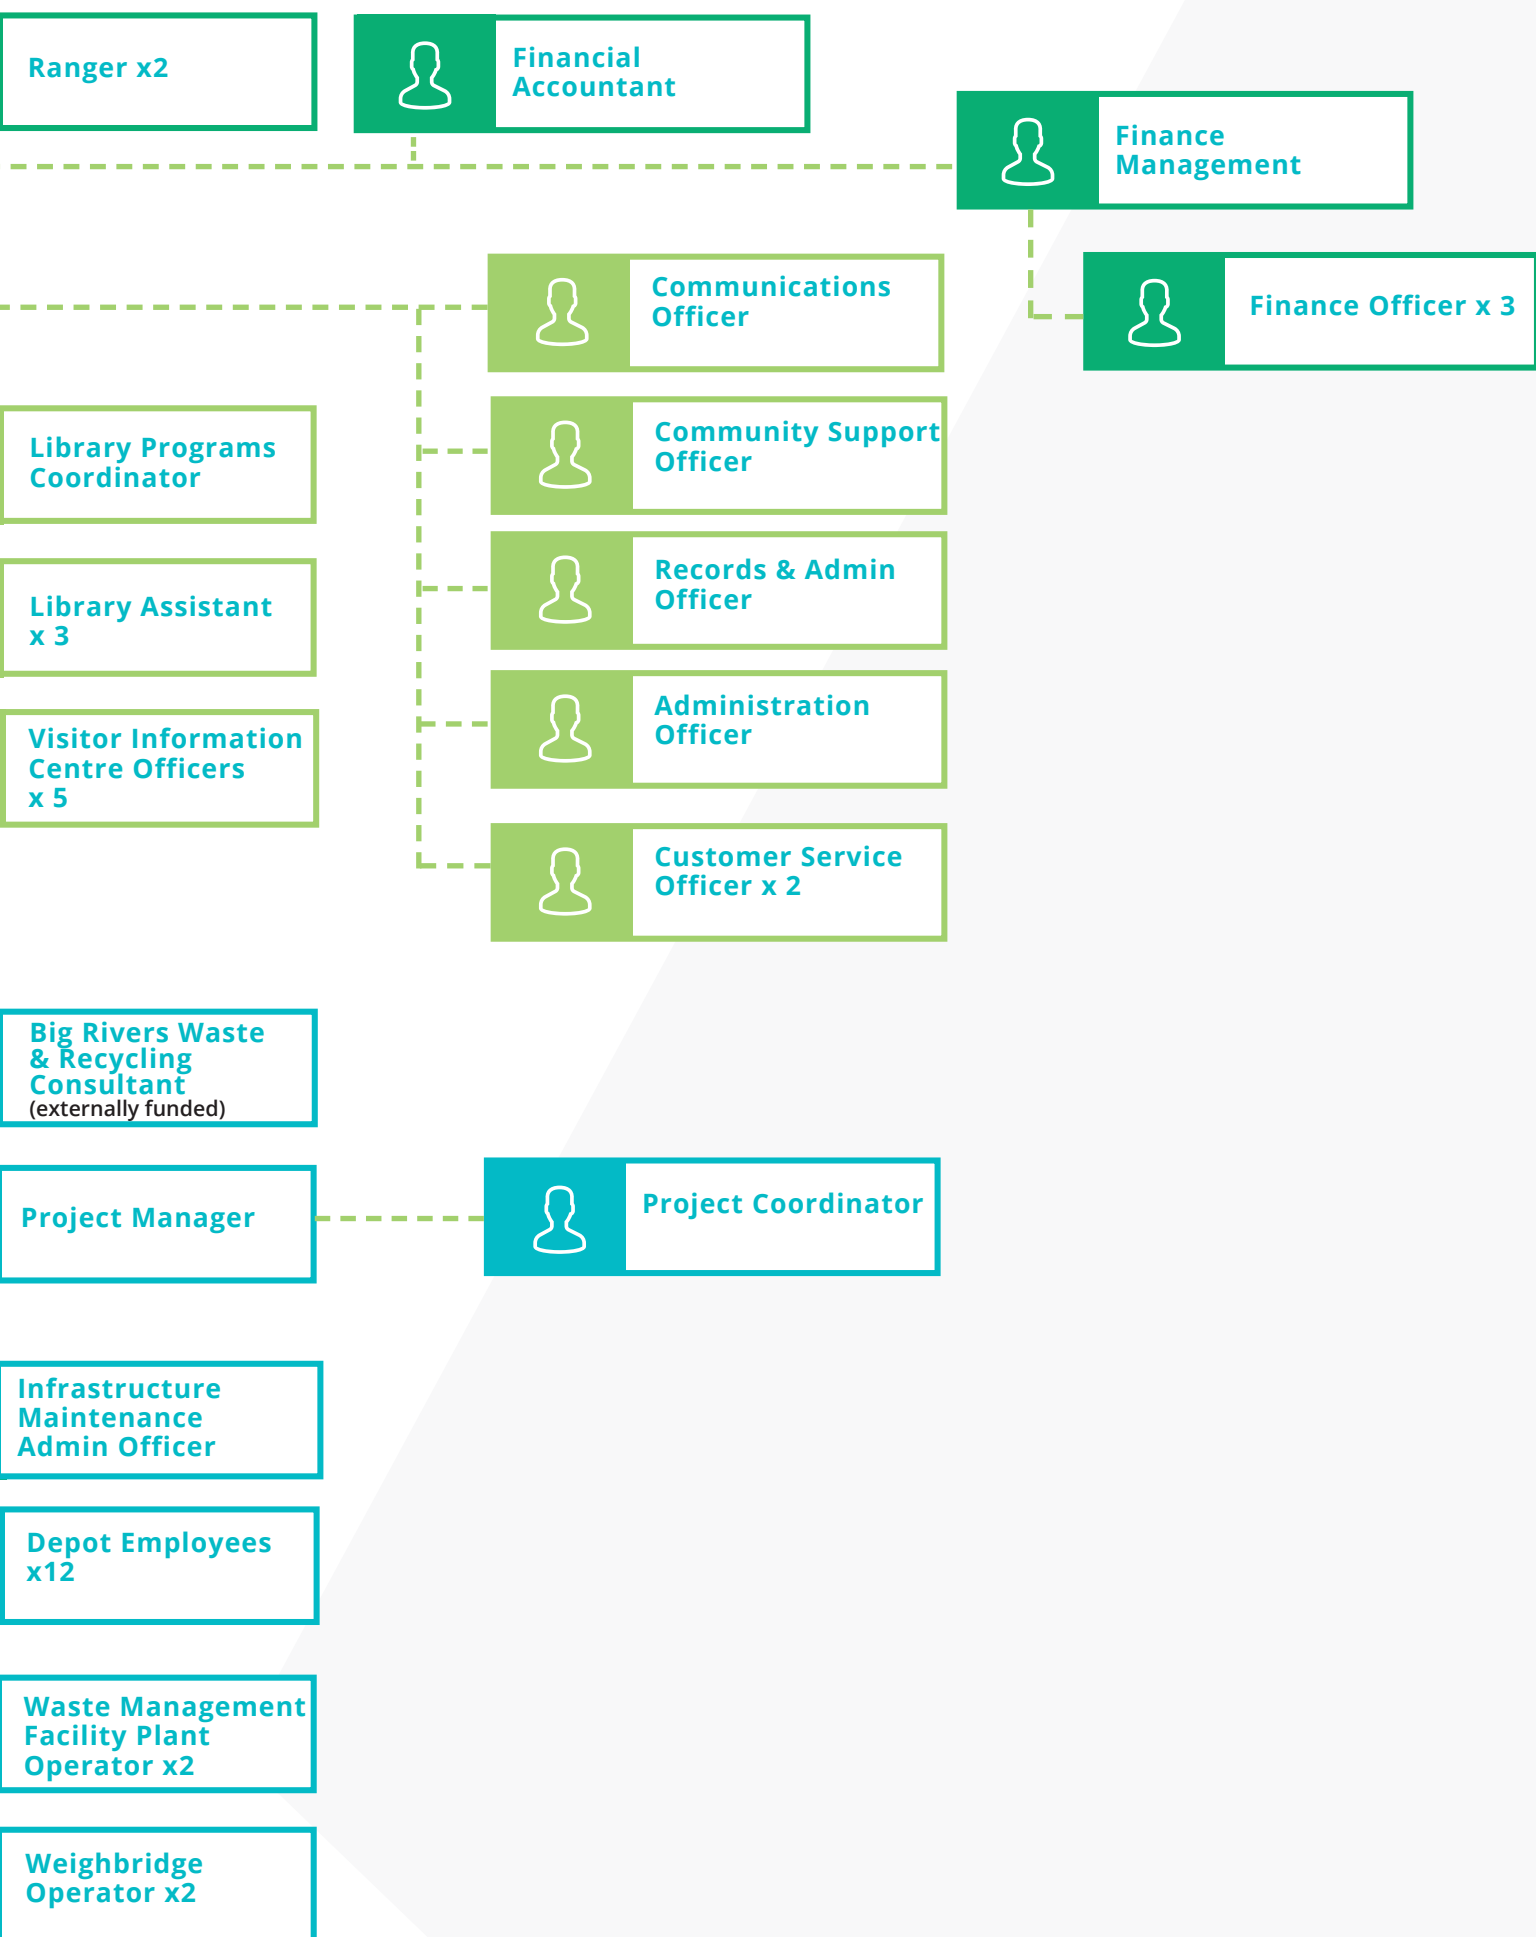 Ranger x2
Financial
Accountant
Finance
Management
Finance Officer x 3
Communications
Officer
Community Support
Officer
Records & Admin
Officer
Administration
Officer
Customer Service
Officer x 2
Library Programs
Coordinator
Library Assistant
x 3
Visitor Information
Centre Officers
x 5
Big Rivers Waste
& Recycling
Consultant
(externally funded)
Project Manager
Project Coordinator
Infrastructure
Maintenance
Admin Officer
Depot Employees
x12
Waste Management
Facility Plant
Operator x2
Weighbridge
Operator x2